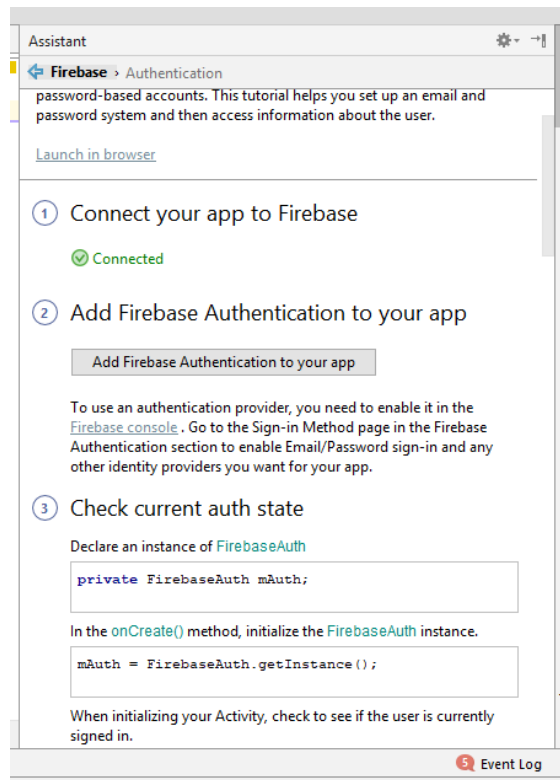 Assistant
Firebase › Authentication
password-based accounts. This tutorial helps you set up an email and
password system and then access information about the user.
Launch in browser
1 Connect your app to Firebase
Connected
2 Add Firebase Authentication to your app
Add Firebase Authentication to your app
To use an authentication provider, you need to enable it in the
Firebase console . Go to the Sign-in Method page in the Firebase
Authentication section to enable Email/Password sign-in and any
other identity providers you want for your app.
3 Check current auth state
Declare an instance of FirebaseAuth
private FirebaseAuth mAuth;
In the onCreate() method, initialize the FirebaseAuth instance.
mAuth = FirebaseAuth.getInstance();
When initializing your Activity, check to see if the user is currently
signed in.
5 Event Log